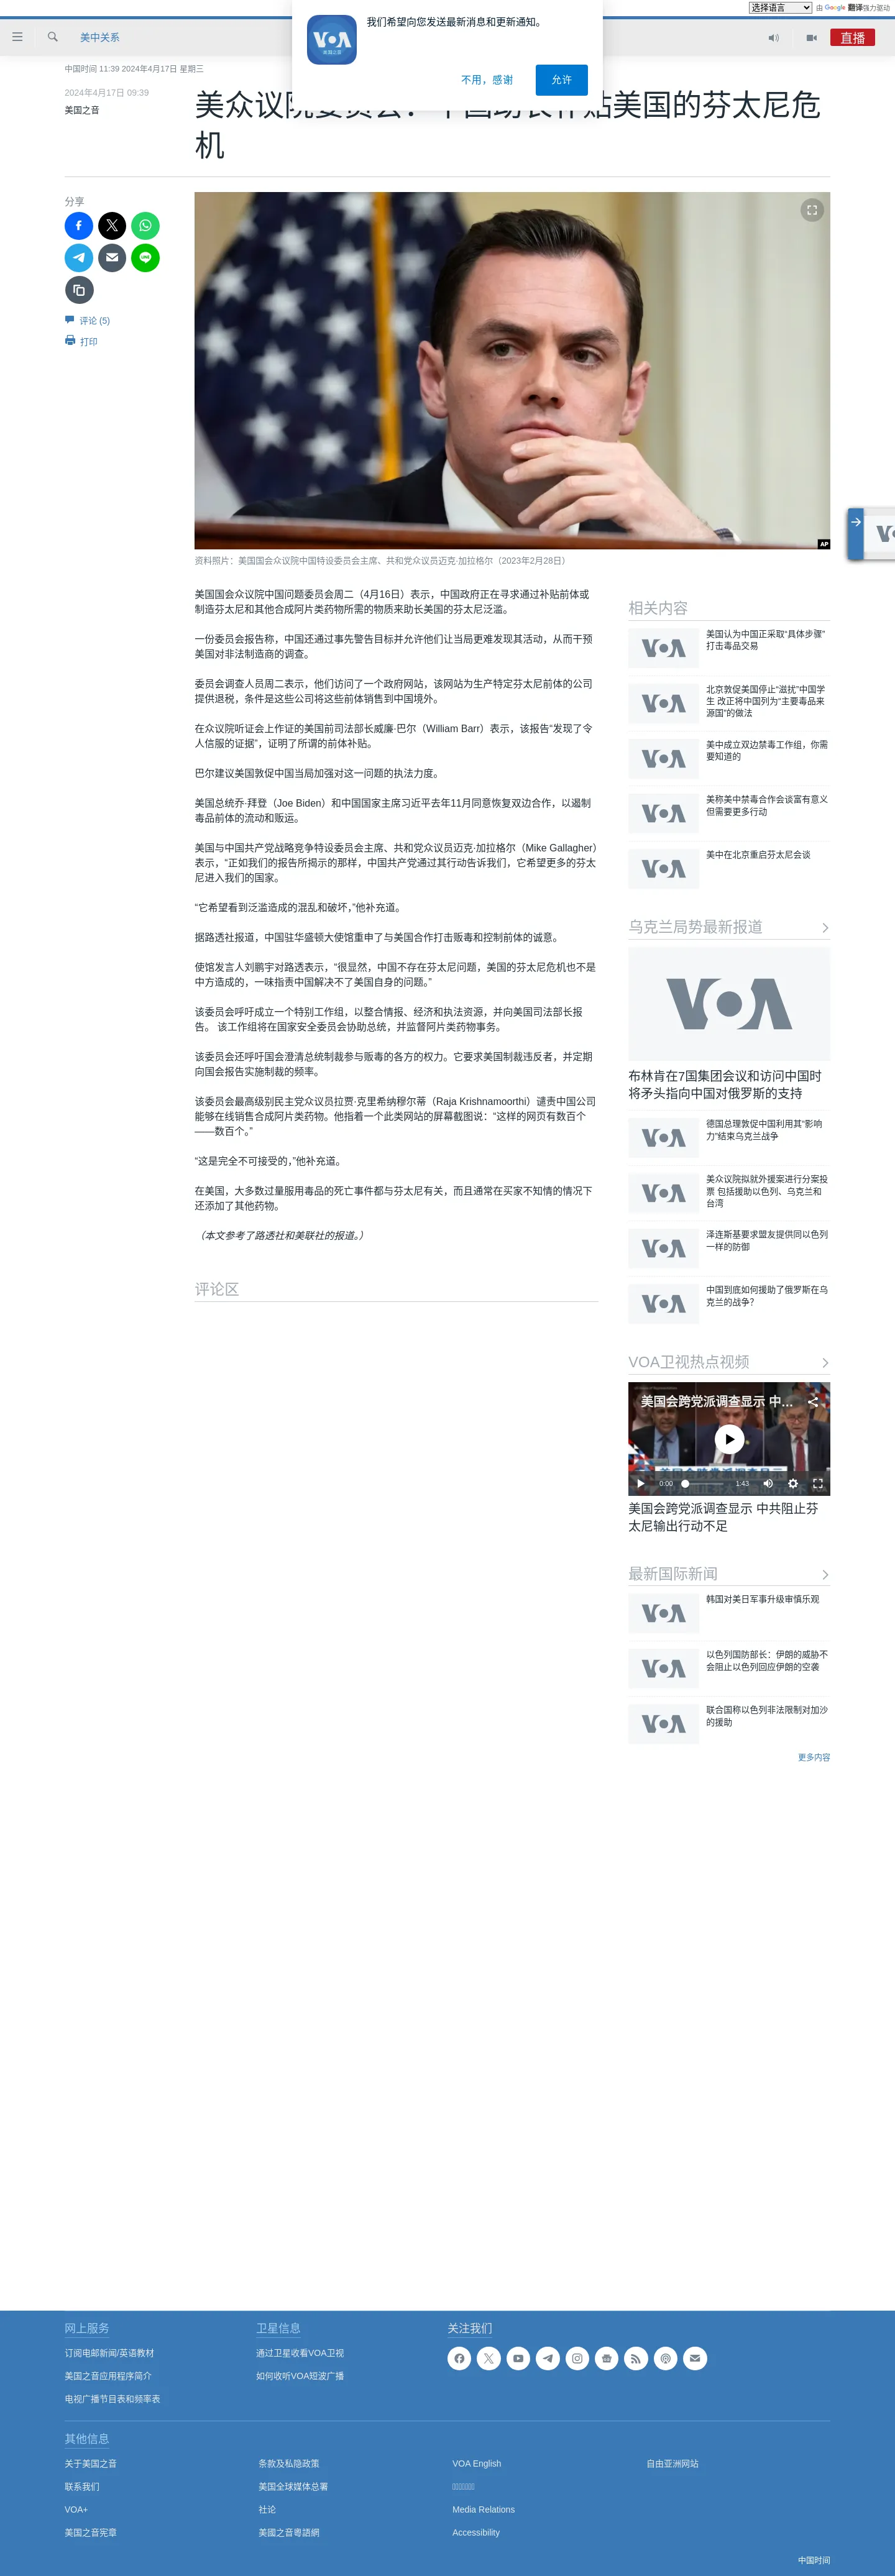 选择语言
由 Google 翻译强力驱动
美中关系
直播
VOA
美国之音
我们希望向您发送最新消息和更新通知。
不用，感谢
允许
中国时间 11:39 2024年4月17日 星期三
2024年4月17日 09:39
美国之音
机
分享
评论 (5)
打印
AP
资料照片：美国国会众议院中国特设委员会主席、共和党众议员迈克·加拉格尔（2023年2月28日）
美国国会众议院中国问题委员会周二（4月16日）表示，中国政府正在寻求通过补贴前体或
制造芬太尼和其他合成阿片类药物所需的物质来助长美国的芬太尼泛滥。
一份委员会报告称，中国还通过事先警告目标并允许他们让当局更难发现其活动，从而干预
美国对非法制造商的调查。
委员会调查人员周二表示，他们访问了一个政府网站，该网站为生产特定芬太尼前体的公司
提供退税，条件是这些公司将这些前体销售到中国境外。
在众议院听证会上作证的美国前司法部长威廉·巴尔（William Barr）表示，该报告“发现了令
人信服的证据”，证明了所谓的前体补贴。
巴尔建议美国敦促中国当局加强对这一问题的执法力度。
美国总统乔·拜登（Joe Biden）和中国国家主席习近平去年11月同意恢复双边合作，以遏制
毒品前体的流动和贩运。
美国与中国共产党战略竞争特设委员会主席、共和党众议员迈克·加拉格尔（Mike Gallagher）
表示，“正如我们的报告所揭示的那样，中国共产党通过其行动告诉我们，它希望更多的芬太
尼进入我们的国家。
“它希望看到泛滥造成的混乱和破坏，”他补充道。
据路透社报道，中国驻华盛顿大使馆重申了与美国合作打击贩毒和控制前体的诚意。
使馆发言人刘鹏宇对路透表示，“很显然，中国不存在芬太尼问题，美国的芬太尼危机也不是
中方造成的，一味指责中国解决不了美国自身的问题。”
该委员会呼吁成立一个特别工作组，以整合情报、经济和执法资源，并向美国司法部长报
告。 该工作组将在国家安全委员会协助总统，并监督阿片类药物事务。
该委员会还呼吁国会澄清总统制裁参与贩毒的各方的权力。它要求美国制裁违反者，并定期
向国会报告实施制裁的频率。
该委员会最高级别民主党众议员拉贾·克里希纳穆尔蒂（Raja Krishnamoorthi）谴责中国公司
能够在线销售合成阿片类药物。他指着一个此类网站的屏幕截图说：“这样的网页有数百个
——数百个。”
“这是完全不可接受的，”他补充道。
在美国，大多数过量服用毒品的死亡事件都与芬太尼有关，而且通常在买家不知情的情况下
还添加了其他药物。
（本文参考了路透社和美联社的报道。）
评论区
相关内容
VOA
美国认为中国正采取“具体步骤”
打击毒品交易
VOA
北京敦促美国停止“滋扰”中国学
生 改正将中国列为“主要毒品来
源国”的做法
VOA
美中成立双边禁毒工作组，你需
要知道的
VOA
美称美中禁毒合作会谈富有意义
但需要更多行动
VOA
美中在北京重启芬太尼会谈
乌克兰局势最新报道
VOA
布林肯在7国集团会议和访问中国时
将矛头指向中国对俄罗斯的支持
VOA
德国总理敦促中国利用其“影响
力”结束乌克兰战争
VOA
美众议院拟就外援案进行分案投
票 包括援助以色列、乌克兰和
台湾
VOA
泽连斯基要求盟友提供同以色列
一样的防御
VOA
中国到底如何援助了俄罗斯在乌
克兰的战争?
VOA卫视热点视频
美国会跨党派调查显示 中...
0:00
1:43
美国会跨党派调查显示 中共阻止芬
太尼输出行动不足
最新国际新闻
VOA
韩国对美日军事升级审慎乐观
VOA
以色列国防部长：伊朗的威胁不
会阻止以色列回应伊朗的空袭
VOA
联合国称以色列非法限制对加沙
的援助
更多内容
网上服务
订阅电邮新闻/英语教材
美国之音应用程序简介
电视广播节目表和频率表
卫星信息
通过卫星收看VOA卫视
如何收听VOA短波广播
关注我们
其他信息
关于美国之音
联系我们
VOA+
美国之音宪章
条款及私隐政策
美国全球媒体总署
社论
美國之音粵語網
VOA English
Media Relations
Accessibility
自由亚洲网站
中国时间